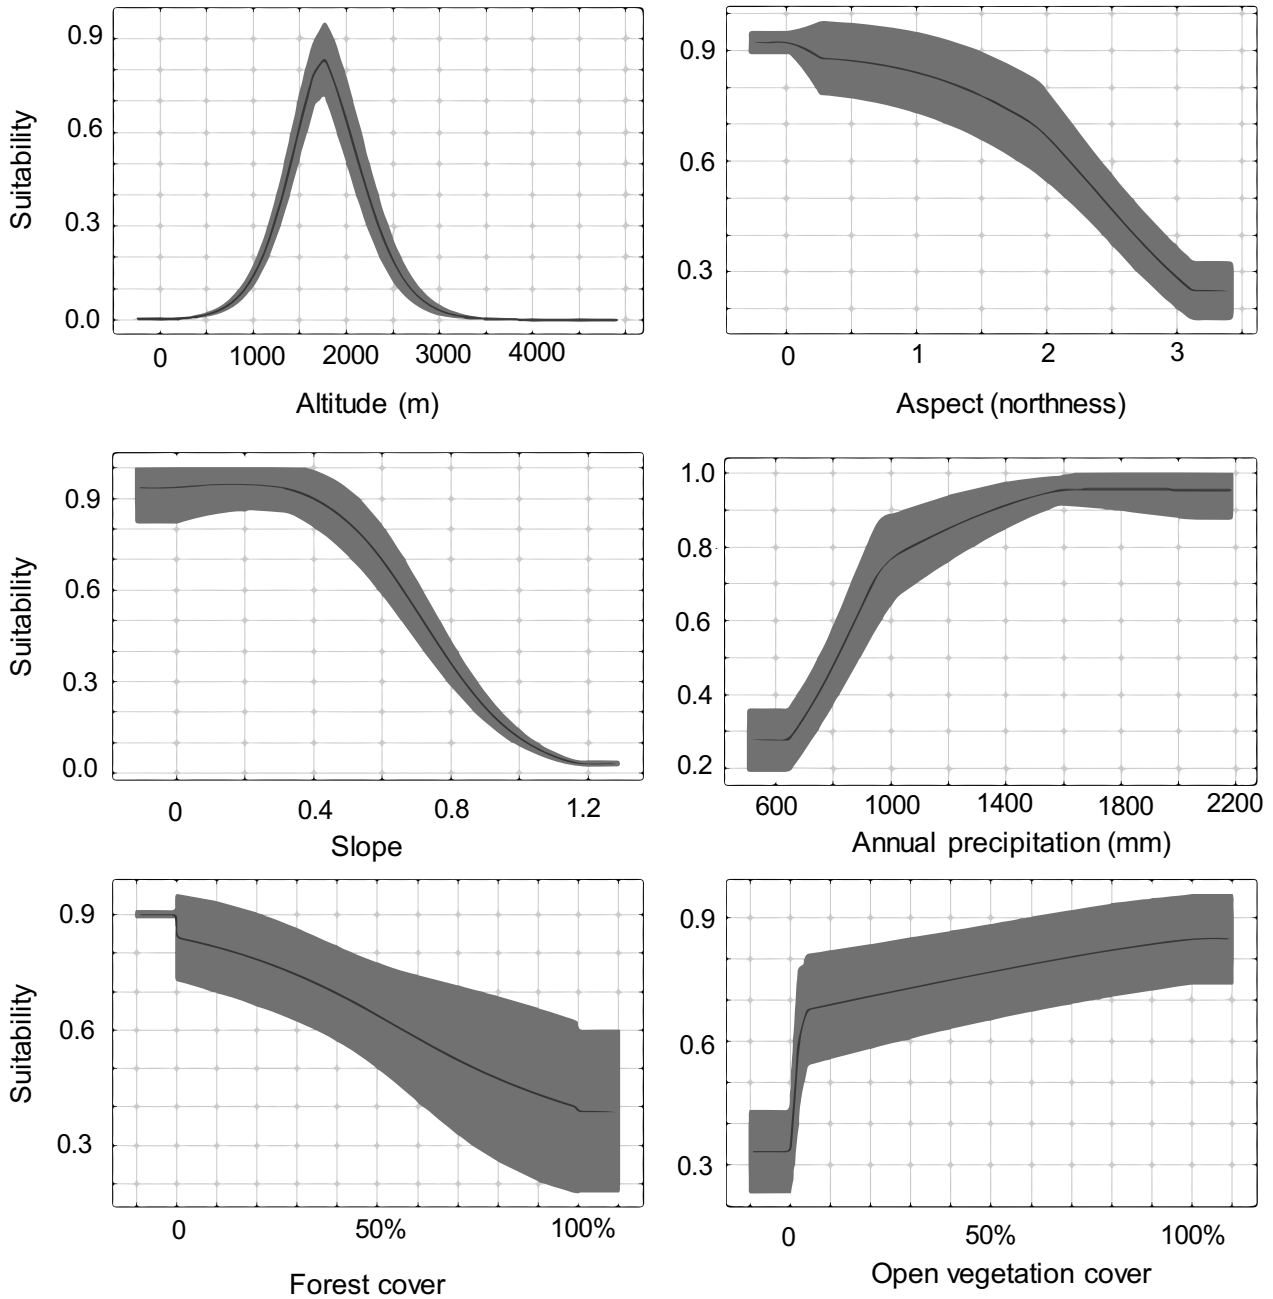 Suitability
0.9
0.6
0.3
0.0
0 1000 2000 3000 4000
Altitude (m)
0.9
0.6
0.3
0 1 2 3
Aspect (northness)
Suitability
0.9
0.6
0.3
0.0
0 0.4 0.8 1.2
Slope
1.0
0.8
0.6
0.4
0.2
600 1000 1400 1800 2200
Annual precipitation (mm)
Suitability
0.9
0.6
0.3
0 50% 100%
Forest cover
0.9
0.6
0.3
0 50% 100%
Open vegetation cover